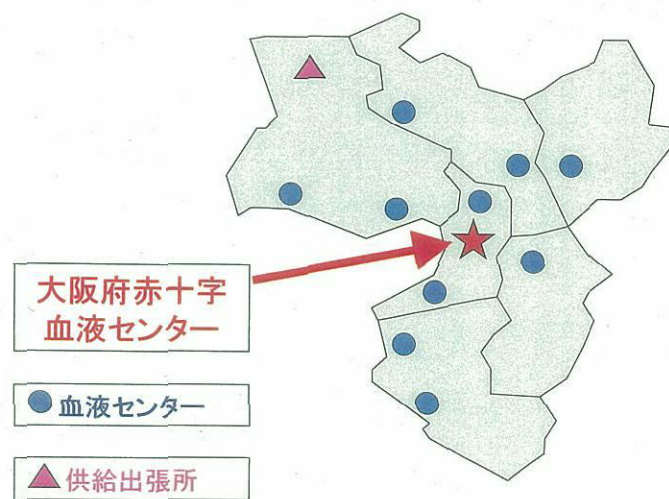 大阪府赤十字
血液センター
血液センター
供給出張所